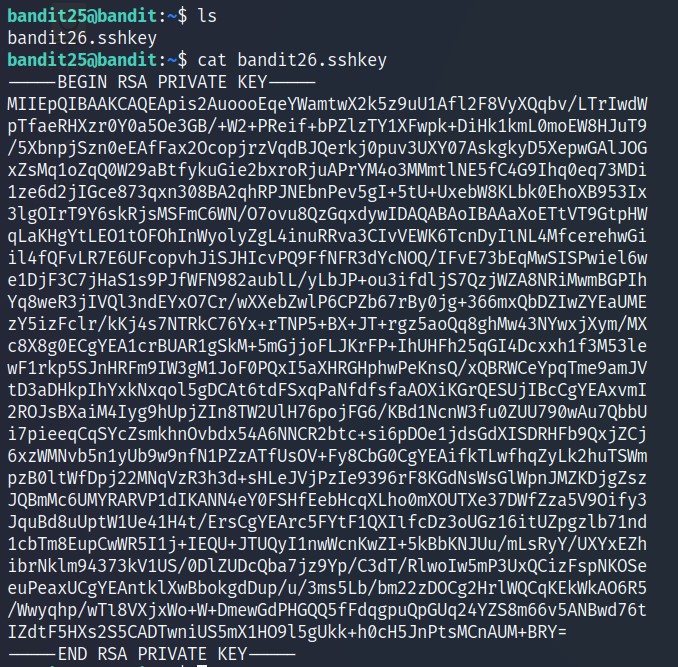 bandit25@bandit:~$ ls
bandit26.sshkey
bandit25@bandit:~$ cat bandit26.sshkey
-----BEGIN RSA PRIVATE KEY-----
MIIEpQIBAAKCAQEApis2AuoooEqeYWamtwX2k5z9uU1Afl2F8VyXQqbv/LTrIwdW
pTfaeRHXzr0Y0a5Oe3GB/+W2+PReif+bPZlzTY1XFwpk+DiHk1kmL0moEW8HJuT9
/5XbnpjSzn0eEAfFax2OcopjrzVqdBJQerkj0puv3UXY07AskgkyD5XepwGAlJOG
xZsMq1oZqQ0W29aBtfykuGie2bxroRjuAPrYM4o3MMmtlNE5fC4G9Ihq0eq73MDi
1ze6d2jIGce873qxn308BA2qhRPJNEbnPev5gI+5tU+UxebW8KLbk0EhoXB953Ix
3lgOIrT9Y6skRjsMSFmC6WN/O7ovu8QzGqxdywIDAQABAoIBAAaXoETtVT9GtpHW
qLaKHgYtLEO1tOFOhInWyolyZgL4inuRRva3CIvVEWK6TcnDyIlNL4MfcerehwGi
il4fQFvLR7E6UFcopvhJiSJHIcvPQ9FfNFR3dYcNOQ/IFvE73bEqMwSISPwiel6w
e1DjF3C7jHaS1s9PJfWFN982aublL/yLbJP+ou3ifdljS7QzjWZA8NRiMwmBGPIh
Yq8weR3jIVQl3ndEYxO7Cr/wXXebZwlP6CPZb67rBy0jg+366mxQbDZIwZYEaUME
zY5izFclr/kKj4s7NTRkC76Yx+rTNP5+BX+JT+rgz5aoQq8ghMw43NYwxjXym/MX
c8X8g0ECgYEA1crBUAR1gSkM+5mGjjoFLJKrFP+IhUHFh25qGI4Dcxxh1f3M53le
wF1rkp5SJnHRFm9IW3gM1JoF0PQxI5aXHRGHphwPeKnsQ/xQBRWCeYpqTme9amJV
tD3aDHkpIhYxkNxqol5gDCAt6tdFSxqPaNfdfsfaAOXiKGrQESUjIBcCgYEAxvmI
2ROJsBXaiM4Iyg9hUpjZIn8TW2UlH76pojFG6/KBd1NcnW3fu0ZUU790wAu7QbbU
i7pieeqCqSYcZsmkhnOvbdx54A6NNCR2btc+si6pDOe1jdsGdXISDRHFb9QxjZCj
6xzWMNvb5n1yUb9w9nfN1PZzATfUsOV+Fy8CbG0CgYEAifkTLwfhqZyLk2huTSWm
pzB0ltWfDpj22MNqVzR3h3d+sHLeJVjPzIe9396rF8KGdNsWsGlWpnJMZKDjgZsz
JQBmMc6UMYRARVP1dIKANN4eY0FSHfEebHcqXLho0mXOUTXe37DWfZza5V9Oify3
JquBd8uUptW1Ue41H4t/ErsCgYEArc5FYtF1QXIlfcDz3oUGz16itUZpgzlb71nd
1cbTm8EupCwWR5I1j+IEQU+JTUQyI1nwWcnKwZI+5kBbKNJUu/mLsRyY/UXYxEZh
ibrNklm94373kV1US/0DlZUDcQba7jz9Yp/C3dT/RlwoIw5mP3UxQCizFspNKOSe
euPeaxUCgYEAntklXwBbokgdDup/u/3ms5Lb/bm22zDOCg2HrlWQCqKEkWkAO6R5
/Wwyqhp/wTl8VXjxWo+W+DmewGdPHGQQ5fFdqgpuQpGUq24YZS8m66v5ANBwd76t
IZdtF5HXs2S5CADTwniUS5mX1HO9l5gUkk+h0cH5JnPtsMCnAUM+BRY=
-----END RSA PRIVATE KEY-----